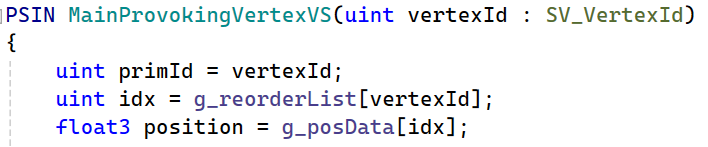 PSIN MainProvokingVertexVS(uint vertexId : SV_VertexId)
{
    uint primId = vertexId;
    uint idx = g_reorderList[vertexId];
    float3 position = g_posData[idx];